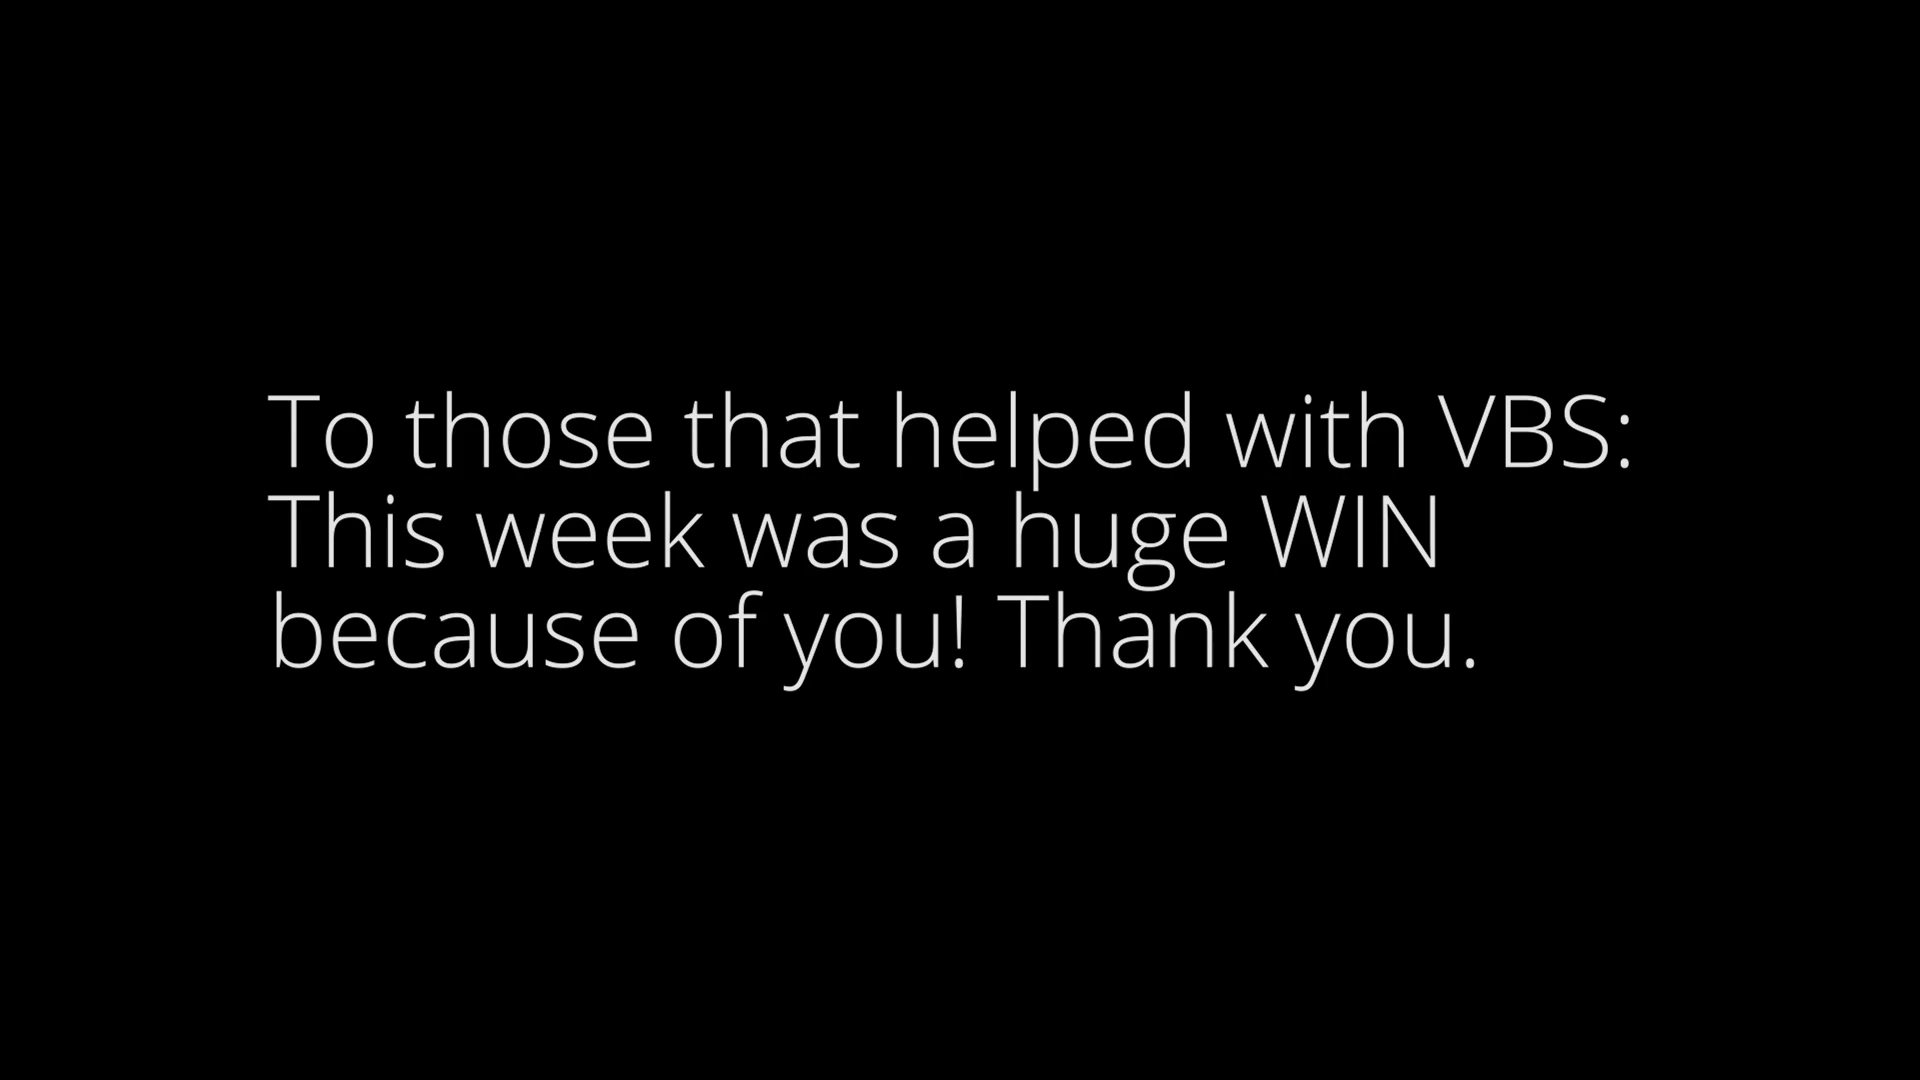 To those that helped with VBS:
This week was a huge WIN
because of you! Thank you.